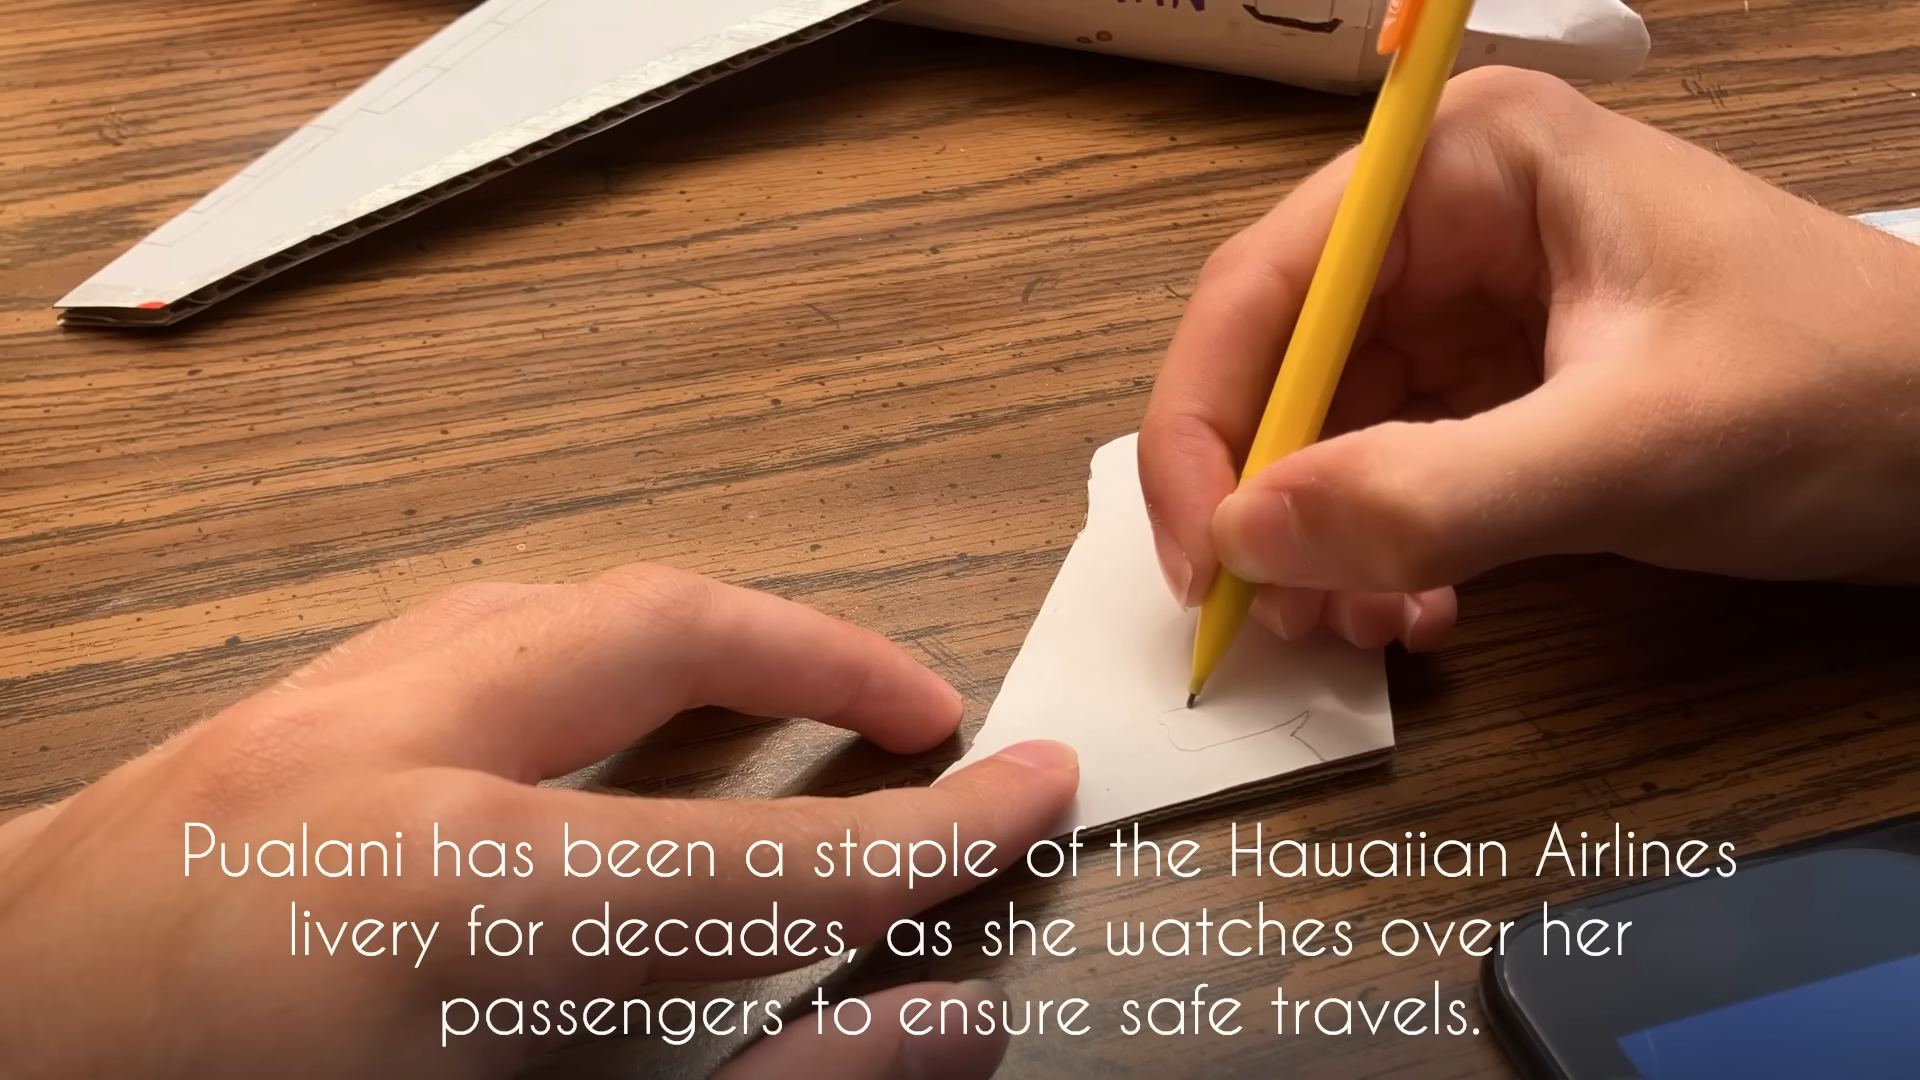 Pualani has been a staple of the Hawaiian Airlines
livery for decades, as she watches over her
passengers to ensure safe travels.